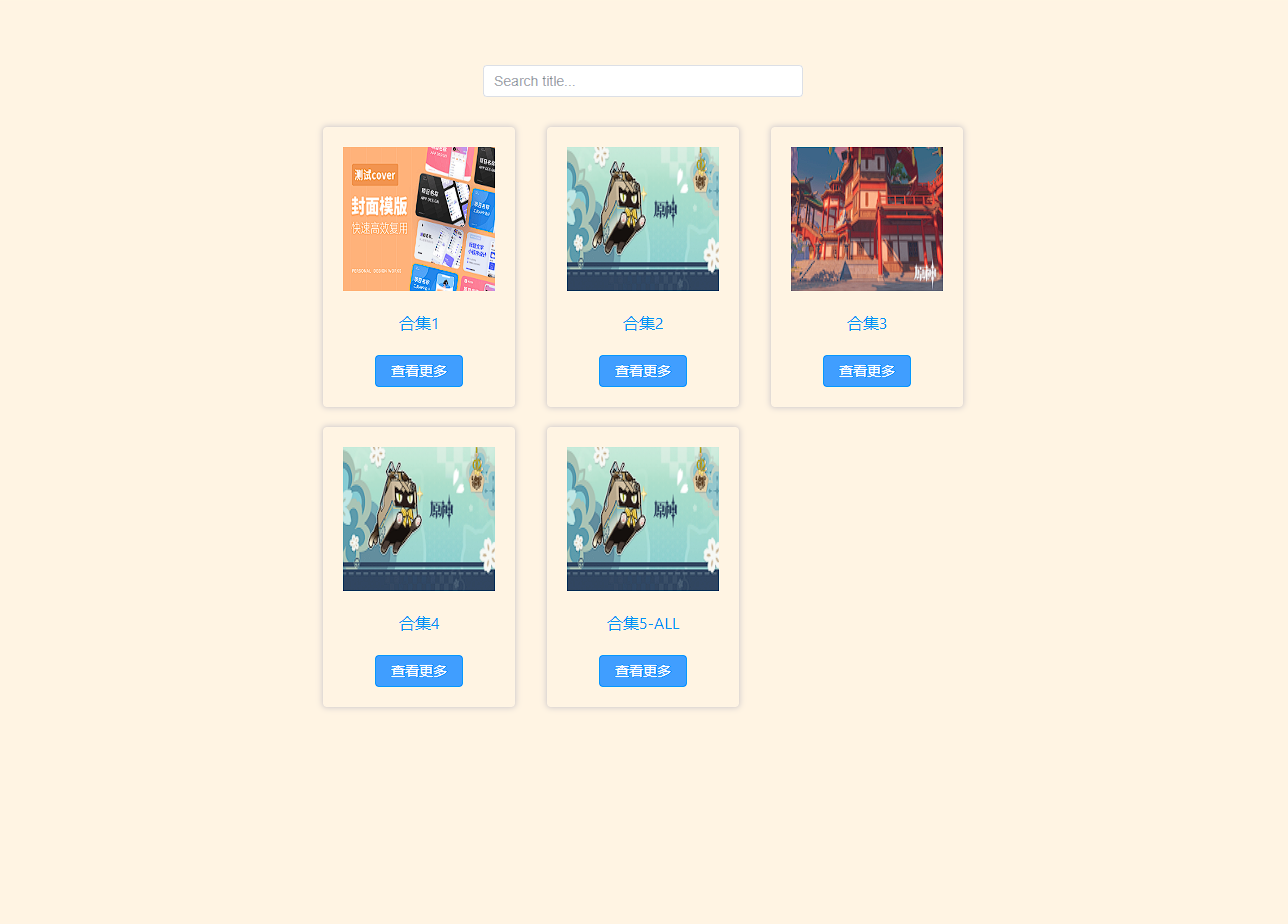 Search title...
测试cover
封面模版
快速高效复用
原神
原神
合集1
合集2
合集3
查看更多
查看更多
查看更多
原神
原神
合集4
合集5-ALL
查看更多
查看更多